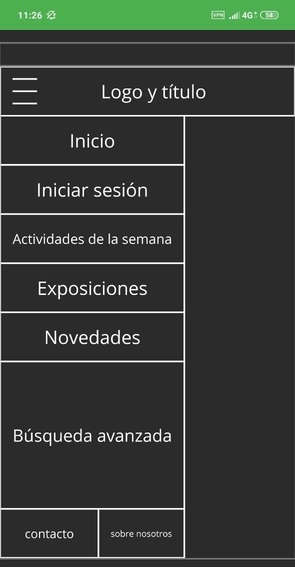 11:26 VPN 4G+ 58
Logo y título
Inicio
Iniciar sesión
Actividades de la semana
Exposiciones
Novedades
Búsqueda avanzada
contacto sobre nosotros